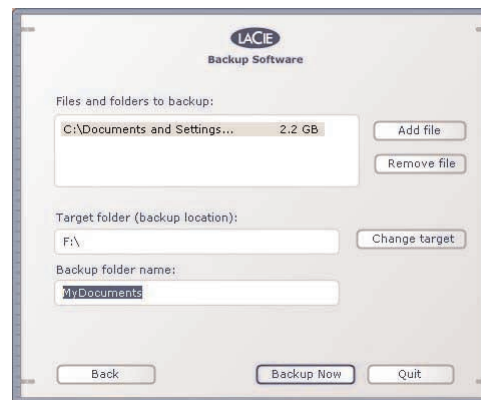 LACIE
Backup Software
Files and folders to backup:
C:\Documents and Settings... 2.2 GB
Add file
Remove file
Target folder (backup location):
F:\
Change target
Backup folder name:
MyDocuments
Back
Backup Now
Quit